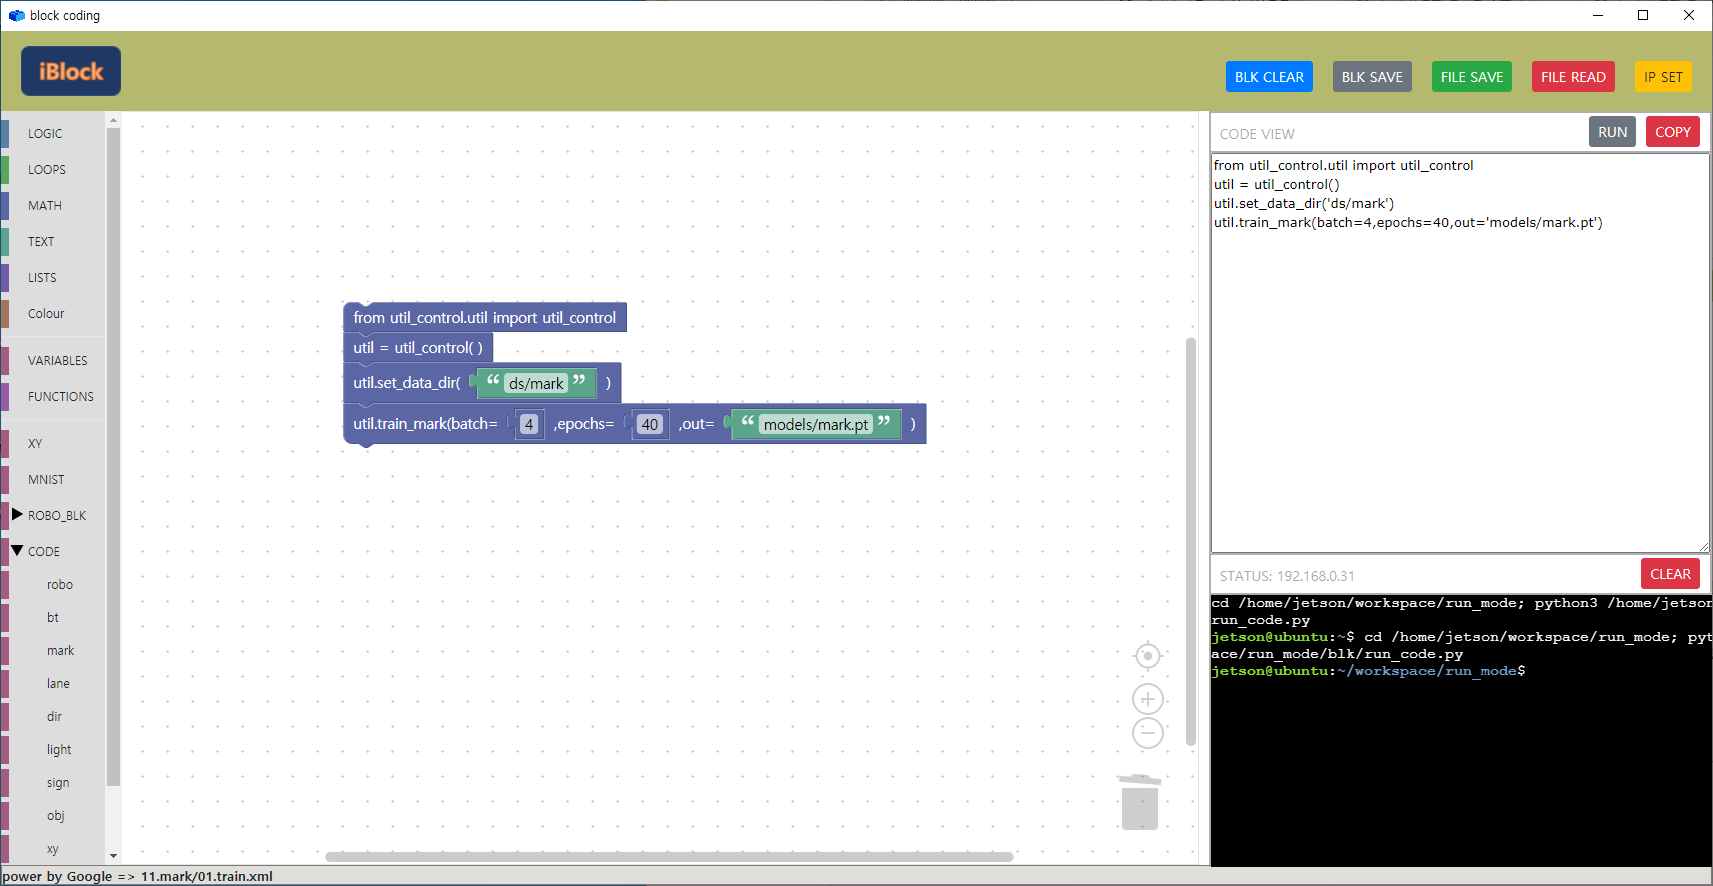 block coding
iBlock
BLK CLEAR
BLK SAVE
FILE SAVE
FILE READ
IP SET
LOGIC
LOOPS
MATH
TEXT
LISTS
Colour
VARIABLES
FUNCTIONS
XY
MNIST
ROBO_BLK
CODE
robo
bt
mark
lane
dir
light
sign
obj
xy
from util_control.util import util_control
util = util_control( )
util.set_data_dir( “ ds/mark ” )
util.train_mark(batch= 4 ,epochs= 40 ,out= “ models/mark.pt ” )
CODE VIEW
RUN
COPY
from util_control.util import util_control
util = util_control()
util.set_data_dir('ds/mark')
util.train_mark(batch=4,epochs=40,out='models/mark.pt')
STATUS: 192.168.0.31
CLEAR
cd /home/jetson/workspace/run_mode; python3 /home/jetson
run_code.py
jetson@ubuntu:~$ cd /home/jetson/workspace/run_mode; pyt
ace/run_mode/blk/run_code.py
jetson@ubuntu:~/workspace/run_mode$
power by Google => 11.mark/01.train.xml